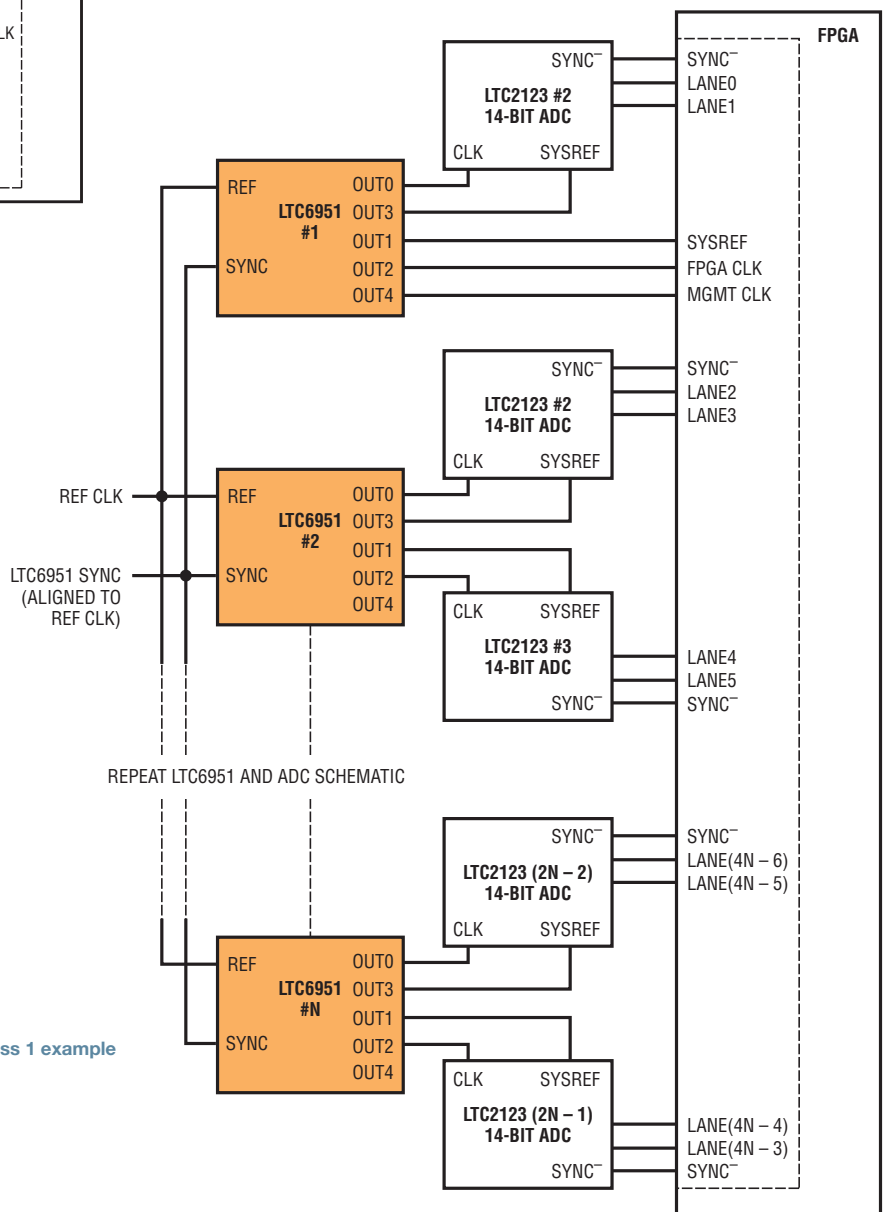 LK
FPGA
SYNC–
LTC2123 #2
14-BIT ADC
CLK SYSREF
SYNC–
LANE0
LANE1
REF
SYNC
LTC6951
#1
OUT0
OUT3
OUT1
OUT2
OUT4
SYSREF
FPGA CLK
MGMT CLK
SYNC–
LTC2123 #2
14-BIT ADC
CLK SYSREF
SYNC–
LANE2
LANE3
REF CLK
LTC6951 SYNC
(ALIGNED TO
REF CLK)
REF
SYNC
LTC6951
#2
OUT0
OUT3
OUT1
OUT2
OUT4
CLK SYSREF
LTC2123 #3
14-BIT ADC
SYNC–
LANE4
LANE5
SYNC–
REPEAT LTC6951 AND ADC SCHEMATIC
SYNC–
LTC2123 (2N – 2)
14-BIT ADC
CLK SYSREF
SYNC–
LANE(4N – 6)
LANE(4N – 5)
REF
SYNC
LTC6951
#N
OUT0
OUT3
OUT1
OUT2
OUT4
ss 1 example
CLK SYSREF
LTC2123 (2N – 1)
14-BIT ADC
SYNC–
LANE(4N – 4)
LANE(4N – 3)
SYNC–